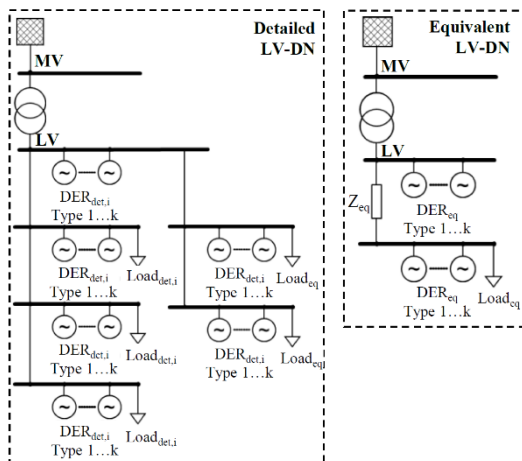 Detailed
LV-DN
MV
LV
DER_det,i
Type 1...k
DER_det,i
Type 1...k
Load_det,i
DER_det,i
Type 1...k
Load_eq
DER_det,i
Type 1...k
Load_det,i
DER_det,i
Type 1...k
Load_eq
DER_det,i
Type 1...k
Load_det,i
Equivalent
LV-DN
MV
LV
Z_eq
DER_eq
Type 1...k
DER_eq
Type 1...k
Load_eq